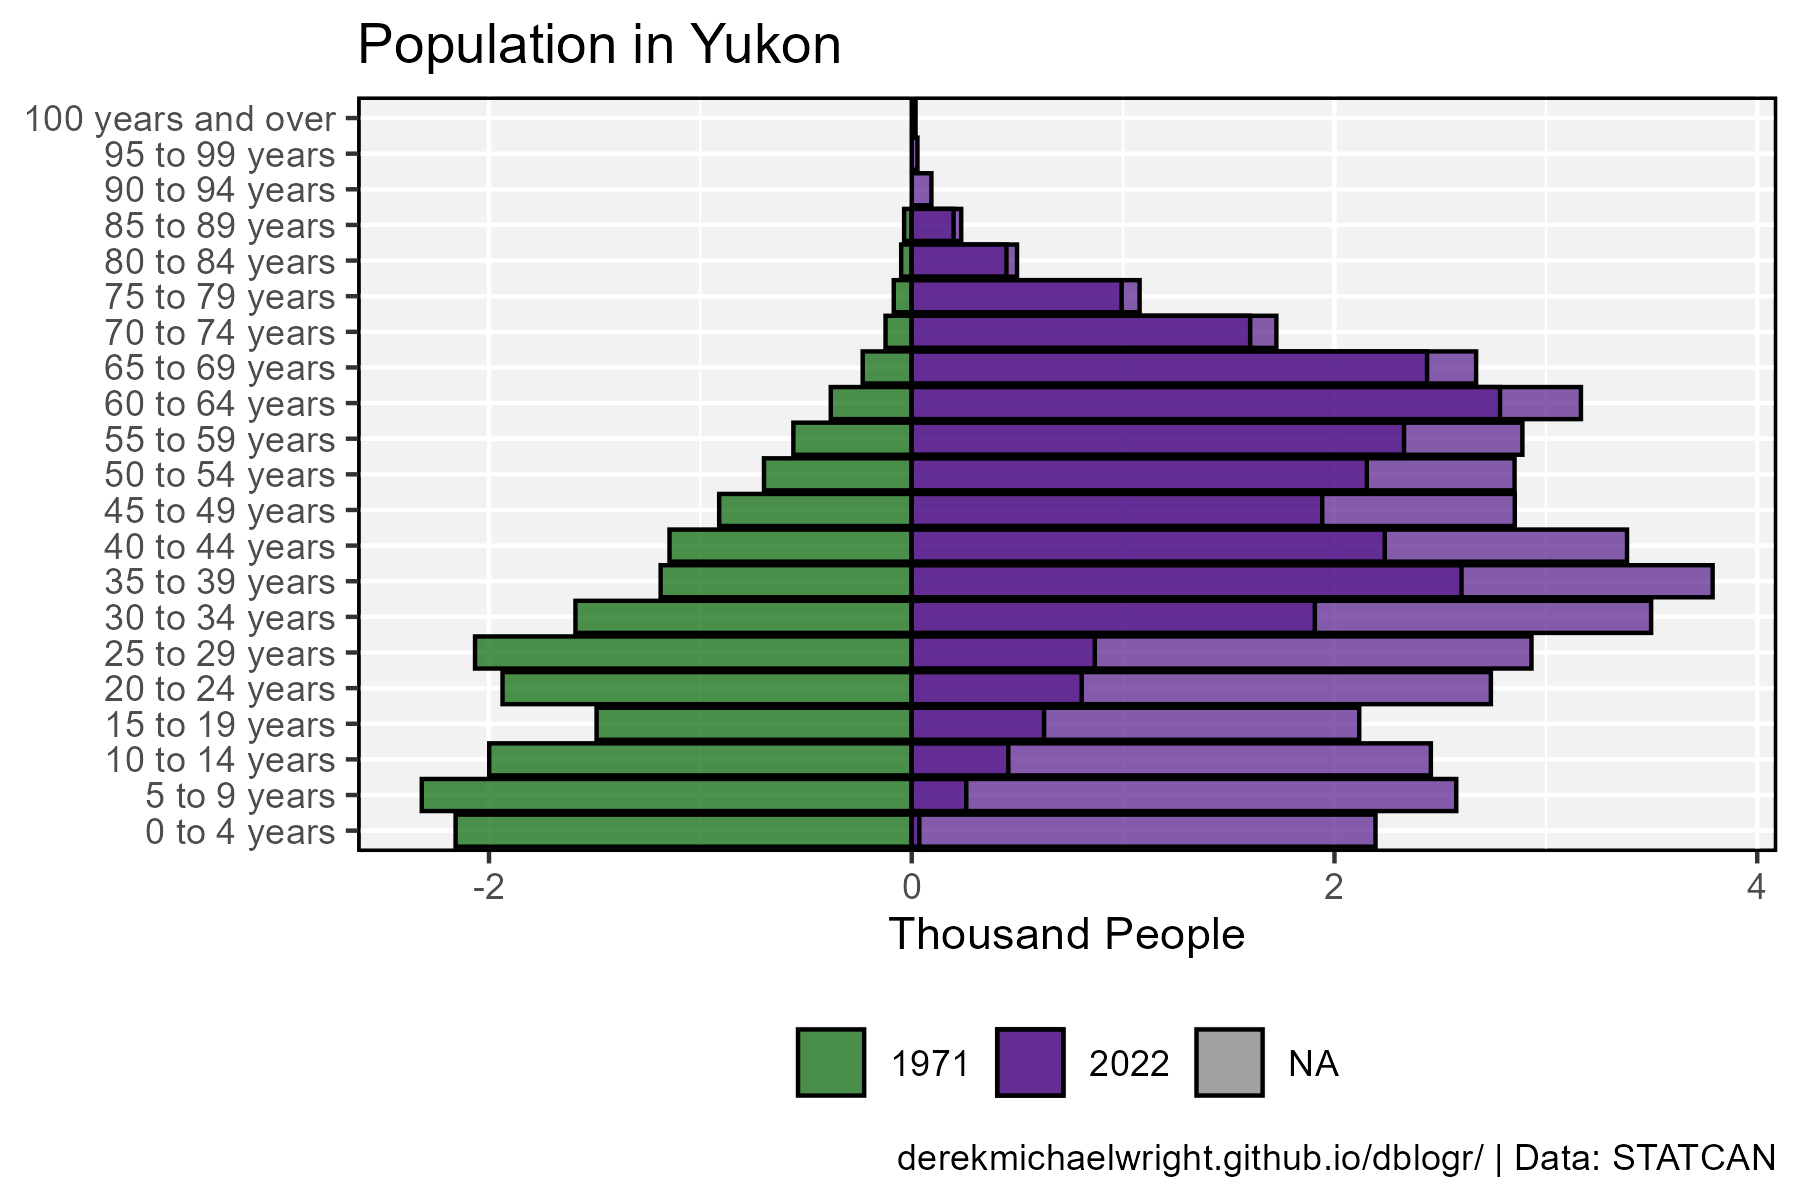 Population in Yukon
100 years and over
95 to 99 years
90 to 94 years
85 to 89 years
80 to 84 years
75 to 79 years
70 to 74 years
65 to 69 years
60 to 64 years
55 to 59 years
50 to 54 years
45 to 49 years
40 to 44 years
35 to 39 years
30 to 34 years
25 to 29 years
20 to 24 years
15 to 19 years
10 to 14 years
5 to 9 years
0 to 4 years
-2 0 2 4
Thousand People
1971 2022 NA
derekmichaelwright.github.io/dblogr/ | Data: STATCAN